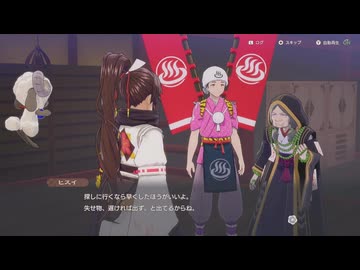 ログ
スキップ
自動再生
ヒスイ
探しに行くなら早くしたほうがいいよ。
失せ物、避ければ出ず、と出てるからね。